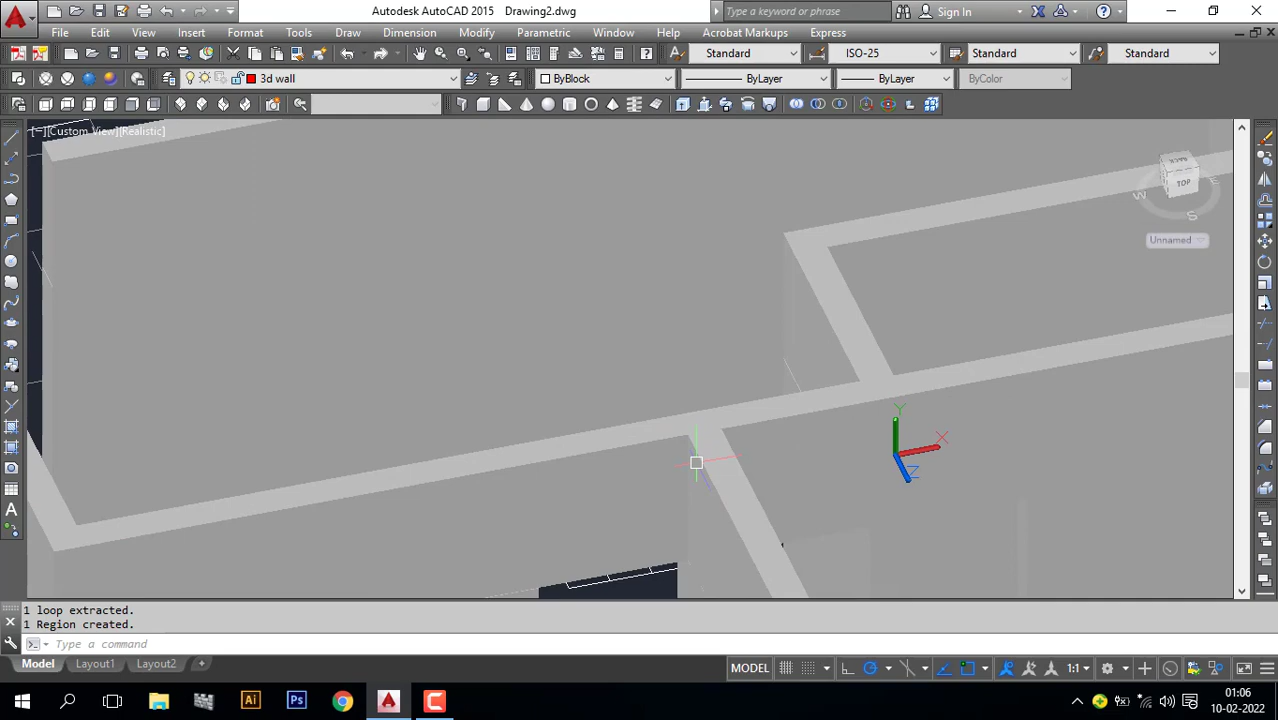 Autodesk AutoCAD 2015 Drawing2.dwg
Type a keyword or phrase
Sign In
File Edit View Insert Format Tools Draw Dimension Modify Parametric Window Help Acrobat Markups Express
Standard ISO-25 Standard Standard
3d wall ByBlock ByLayer ByLayer ByColor
[−][Custom View][Realistic]
TOP
W
S
E
Unnamed
Y
X
Z
1 loop extracted.
1 Region created.
Type a command
Model Layout1 Layout2 +
MODEL 1:1
A
Ai Ps
01:06
10-02-2022